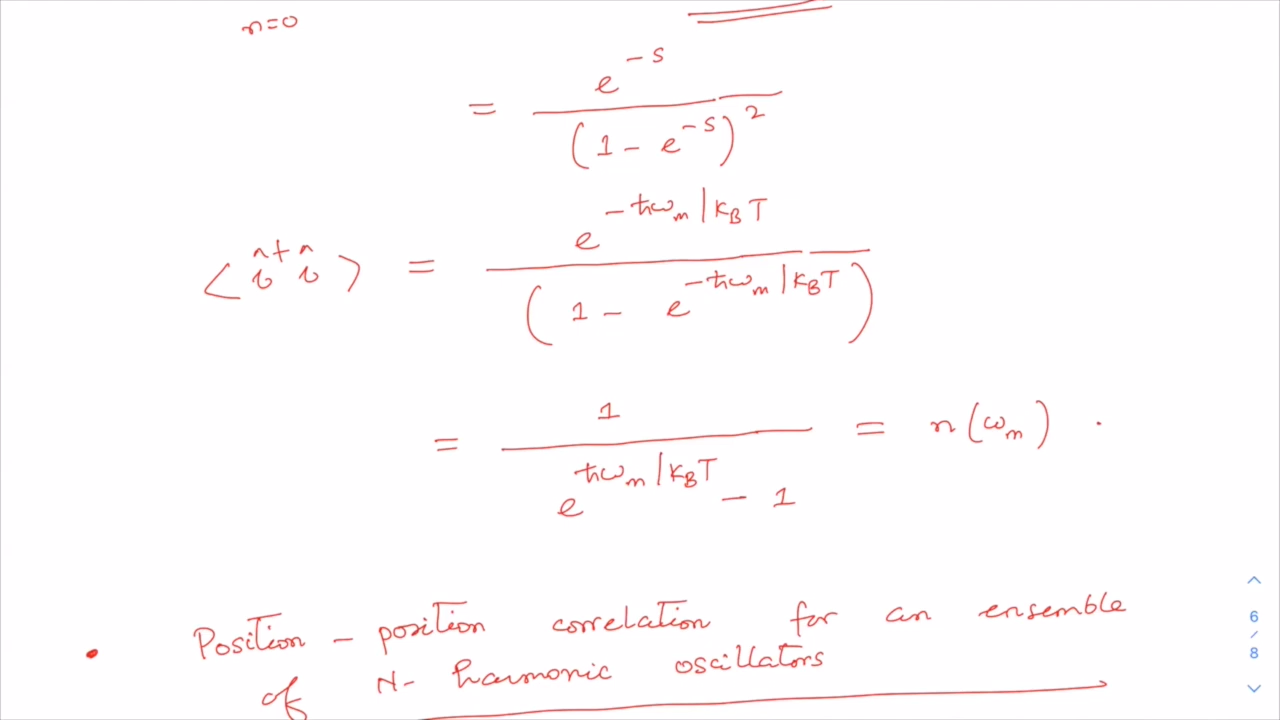 n=0
= e^{-s} / (1 - e^{-s})^2
⟨ b̂† b̂ ⟩ = e^{-ℏω_m/k_BT} / (1 - e^{-ℏω_m/k_BT})
= 1 / (e^{ℏω_m/k_BT} - 1) = n(ω_m) .
• Position - position correlation for an ensemble
of N- harmonic oscillators
6
/
8